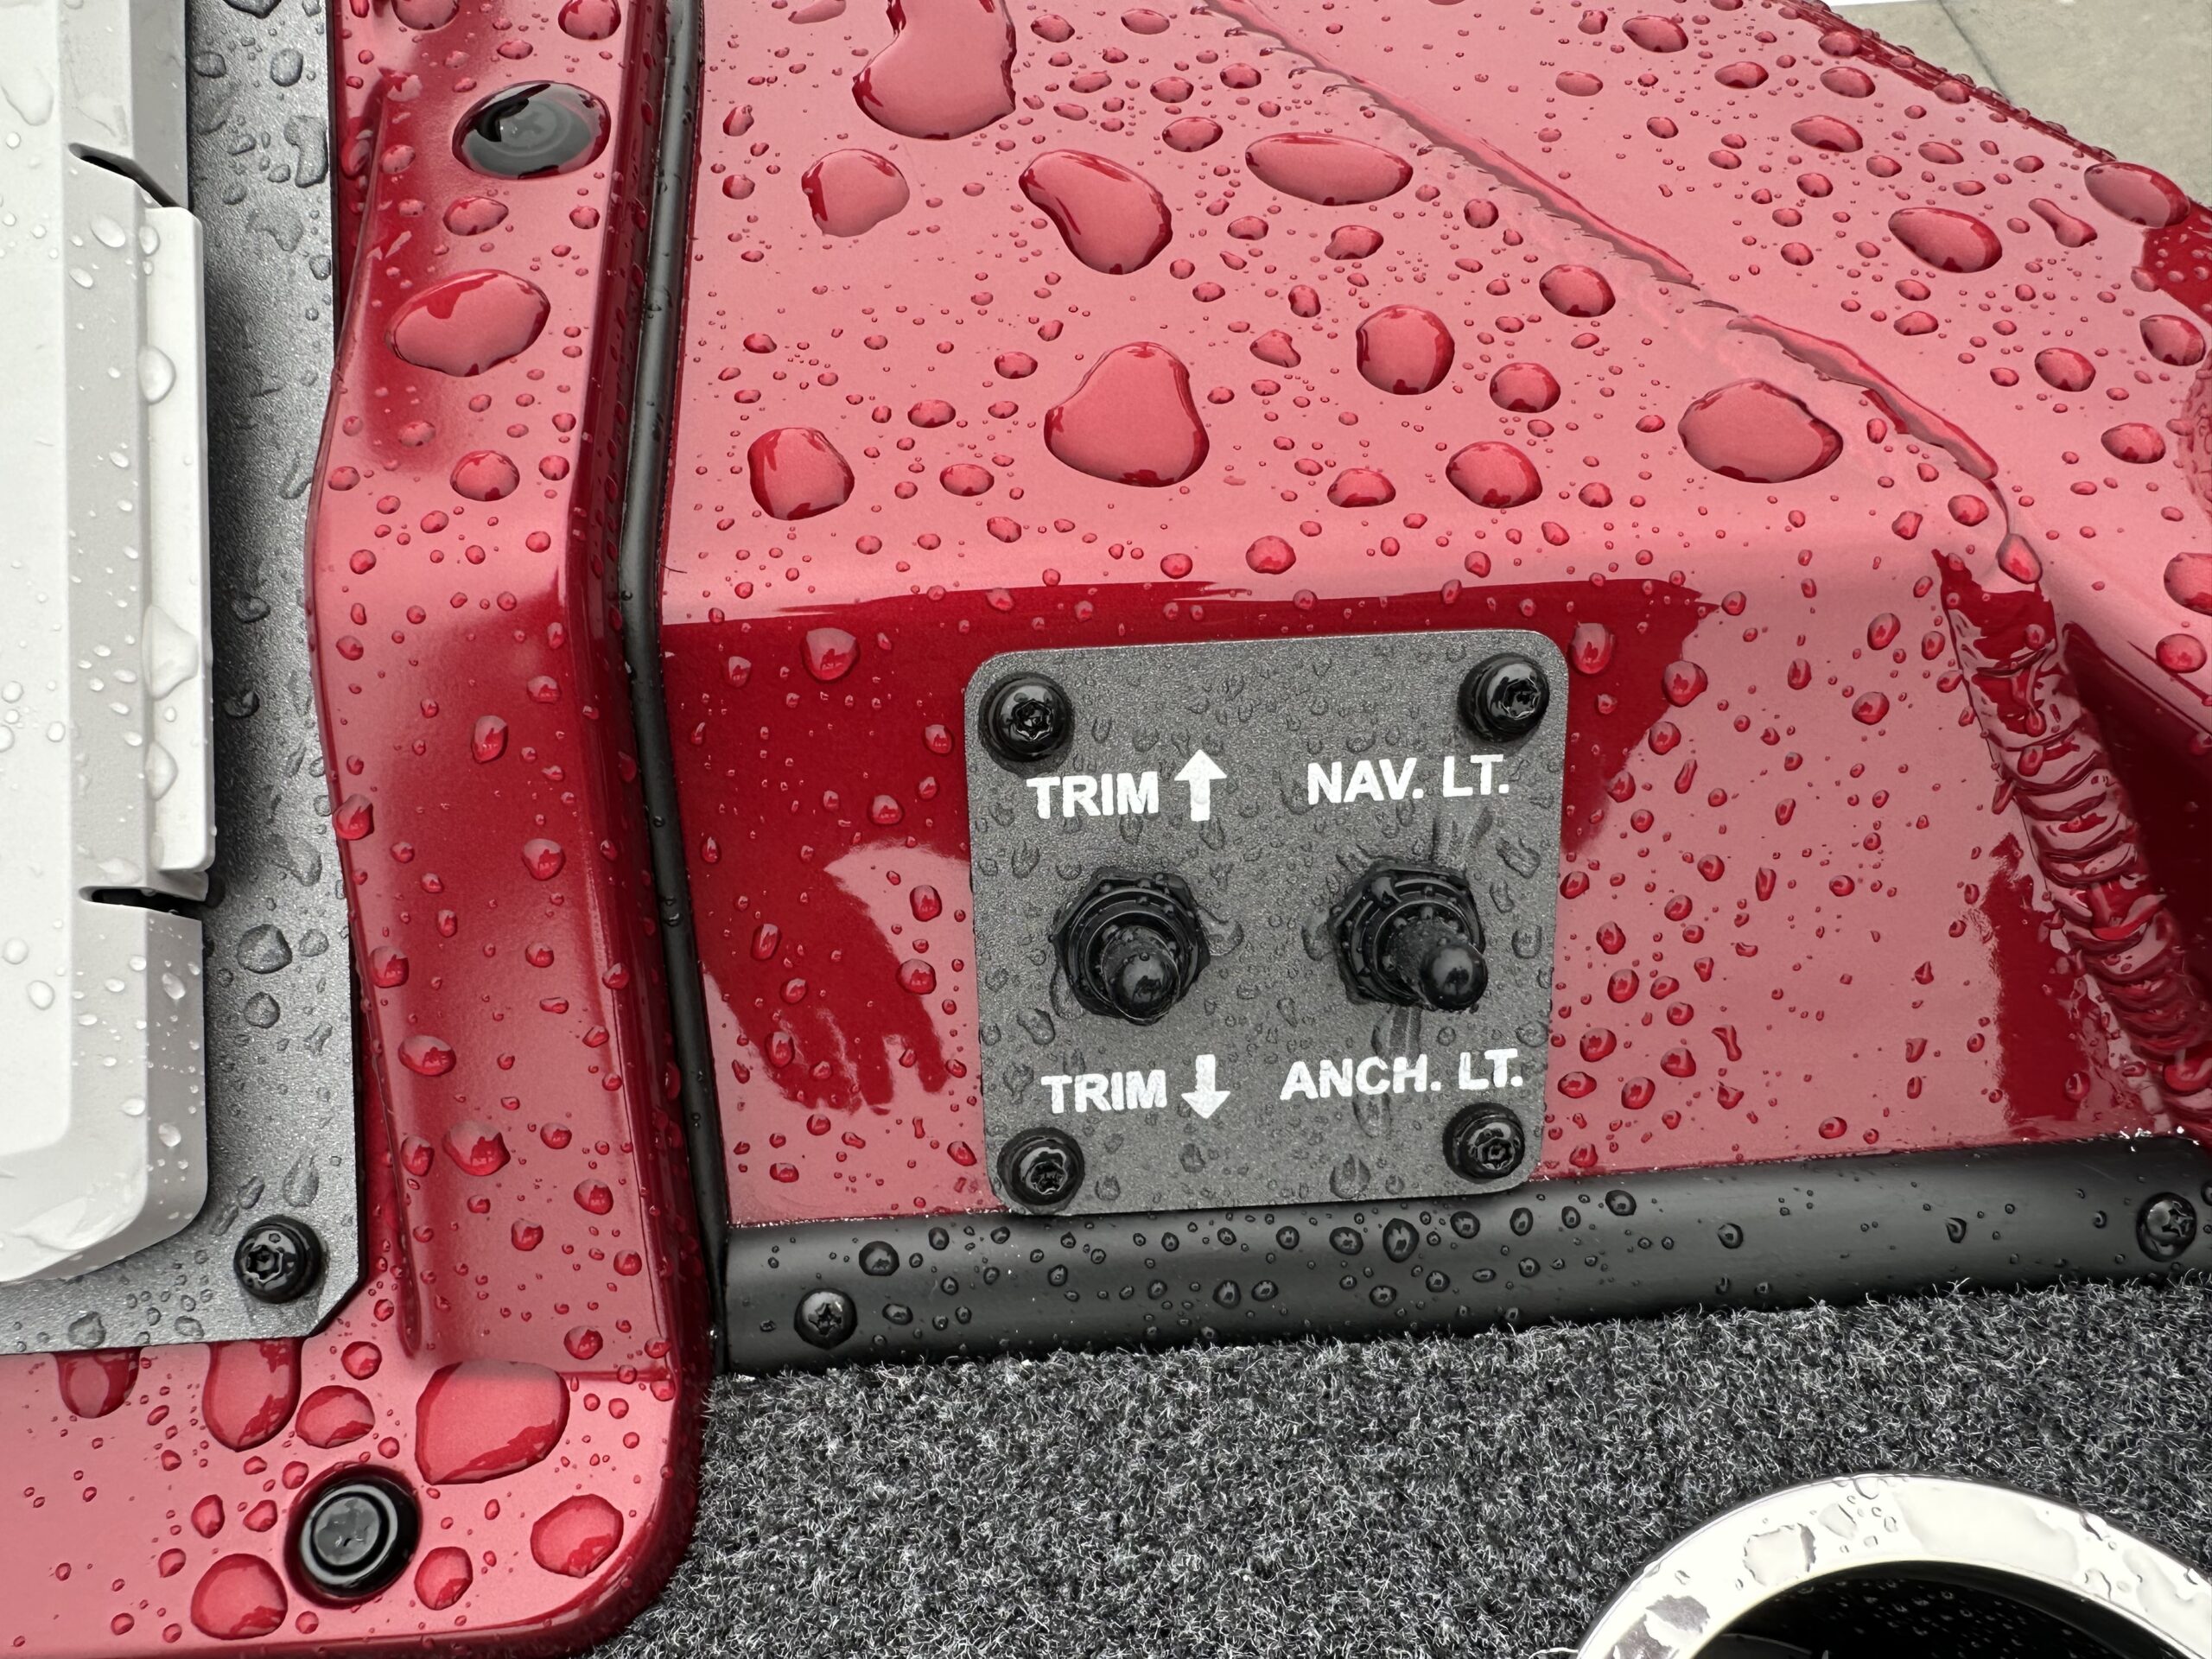 TRIM ↑ NAV. LT.
TRIM ↓ ANCH. LT.